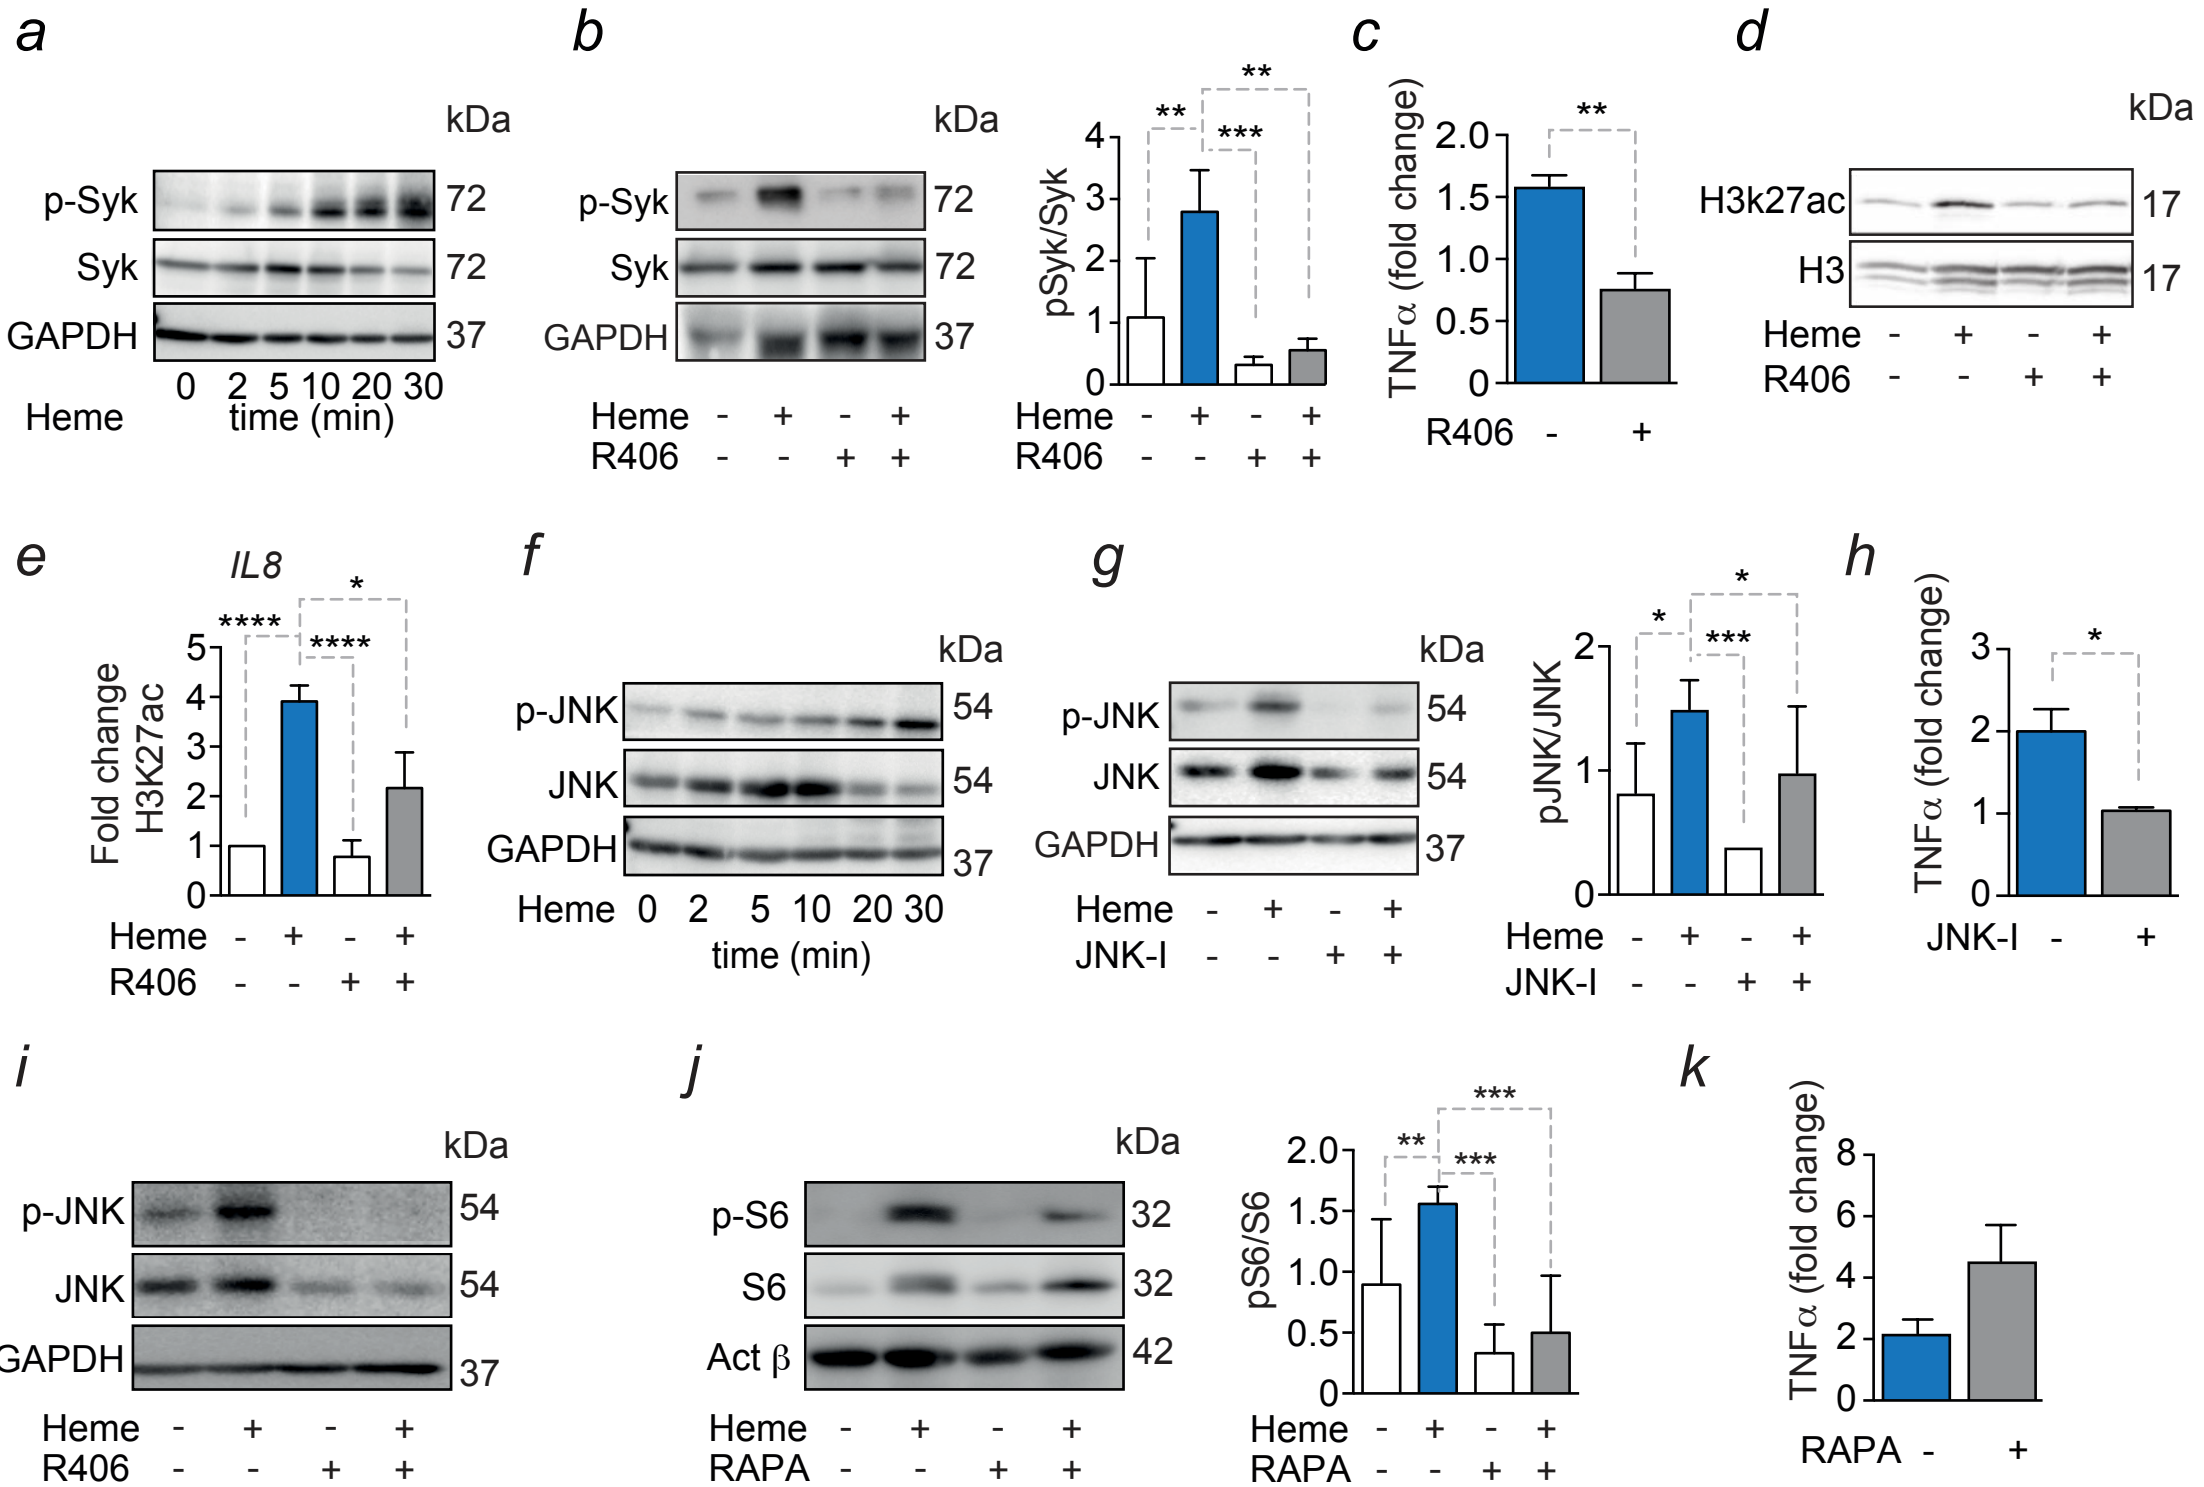 a
kDa
p-Syk 72
Syk 72
GAPDH 37
0 2 5 10 20 30
Heme time (min)
b
kDa
p-Syk 72
Syk 72
GAPDH 37
Heme - + - +
R406 - - + +
** ** ***
pSyk/Syk
4
3
2
1
0
Heme - + - +
R406 - - + +
c
**
TNFα (fold change)
2.0
1.5
1.0
0.5
0
R406 - +
d
kDa
H3k27ac 17
H3 17
Heme - + - +
R406 - - + +
e
IL8
* **** ****
Fold change
H3K27ac
5
4
3
2
1
0
Heme - + - +
R406 - - + +
f
kDa
p-JNK 54
JNK 54
GAPDH 37
Heme 0 2 5 10 20 30
time (min)
g
kDa
p-JNK 54
JNK 54
GAPDH 37
Heme - + - +
JNK-I - - + +
* * ***
pJNK/JNK
2
1
0
Heme - + - +
JNK-I - - + +
h
*
TNFα (fold change)
3
2
1
0
JNK-I - +
i
kDa
p-JNK 54
JNK 54
GAPDH 37
Heme - + - +
R406 - - + +
j
kDa
p-S6 32
S6 32
Act β 42
Heme - + - +
RAPA - - + +
*** ** ***
pS6/S6
2.0
1.5
1.0
0.5
0
Heme - + - +
RAPA - - + +
k
TNFα (fold change)
8
6
4
2
0
RAPA - +